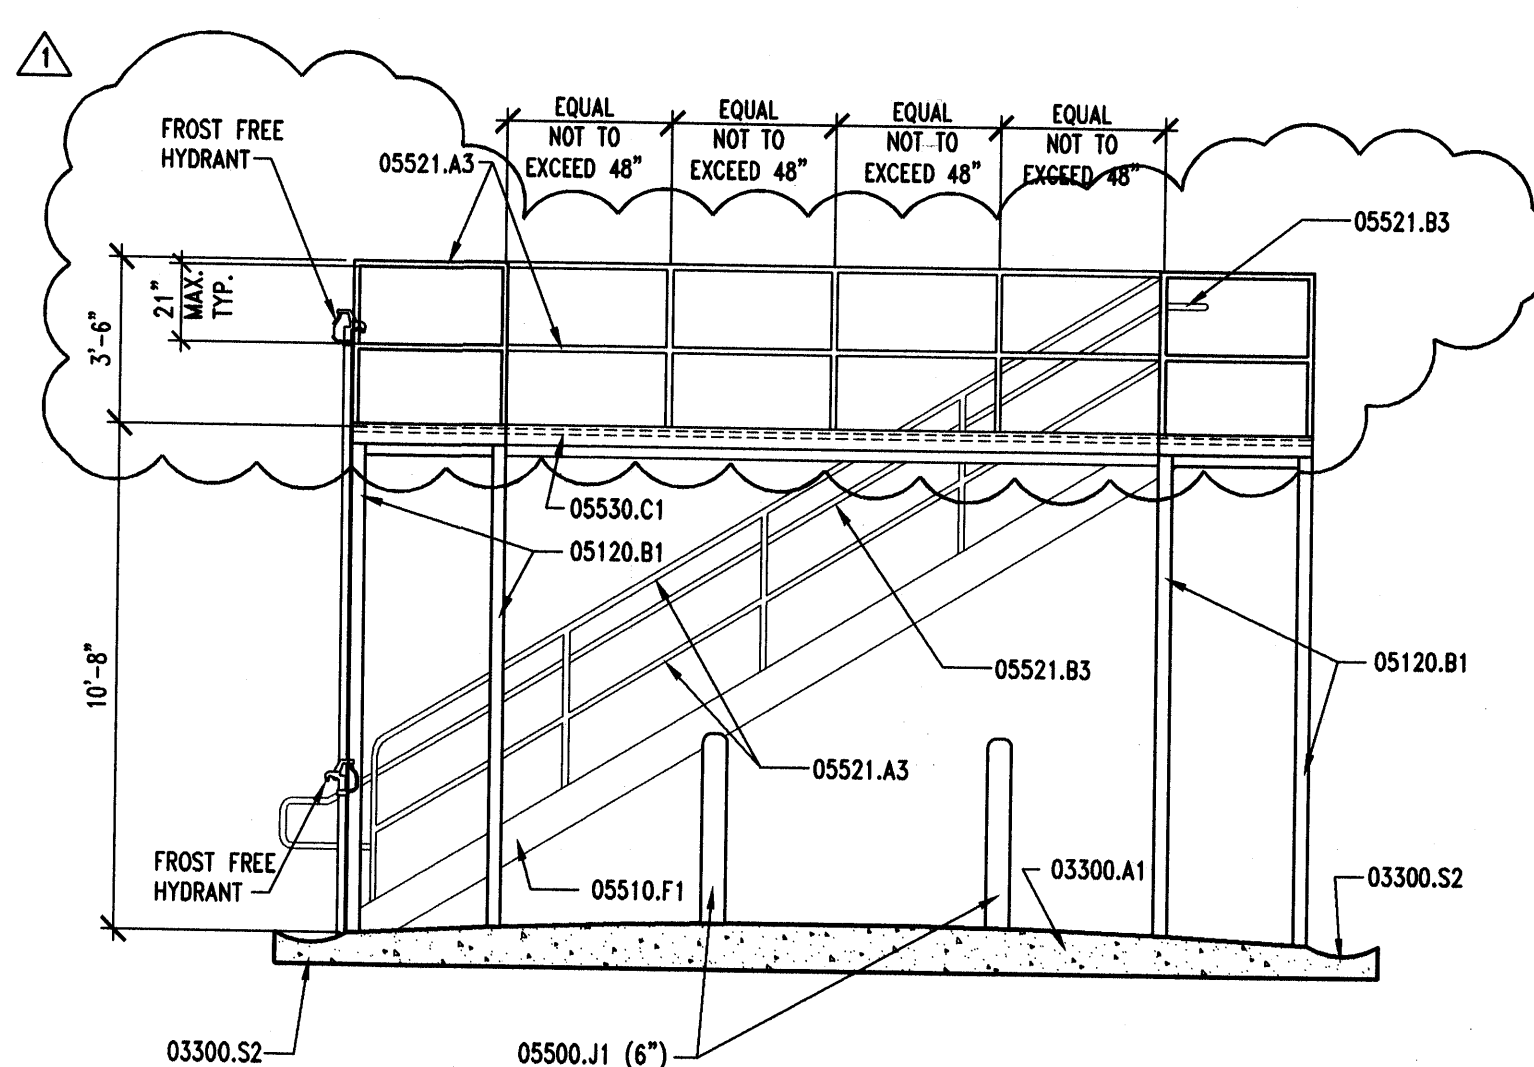 1
FROST FREE
HYDRANT
05521.A3
EQUAL
NOT TO
EXCEED 48"
EQUAL
NOT TO
EXCEED 48"
EQUAL
NOT TO
EXCEED 48"
EQUAL
NOT TO
EXCEED 48"
05521.B3
21"
MAX.
TYP.
3'-6"
05530.C1
05120.B1
10'-8"
05521.B3
05120.B1
05521.A3
FROST FREE
HYDRANT
05510.F1
03300.A1
03300.S2
03300.S2
05500.J1 (6")